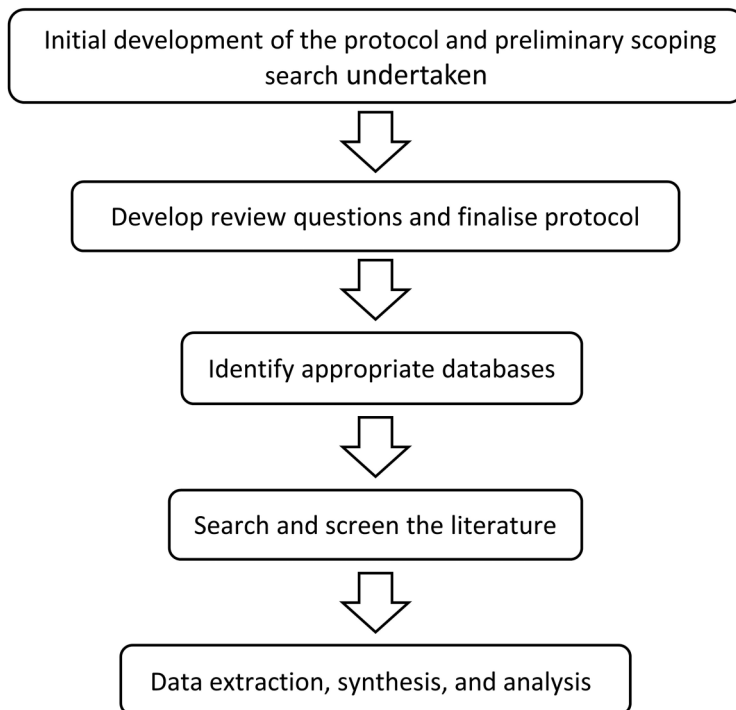 Initial development of the protocol and preliminary scoping
search undertaken
Develop review questions and finalise protocol
Identify appropriate databases
Search and screen the literature
Data extraction, synthesis, and analysis